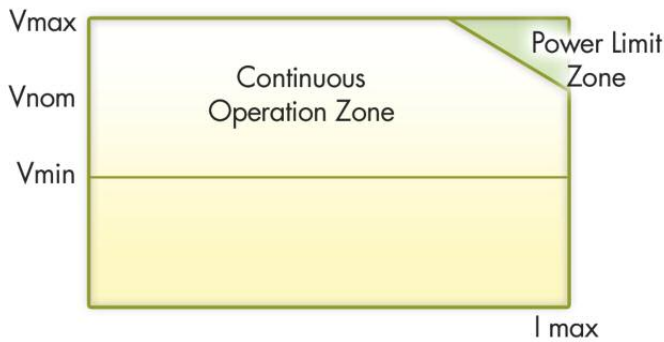 Vmax
Power Limit
Zone
Continuous
Operation Zone
Vnom
Vmin
I max